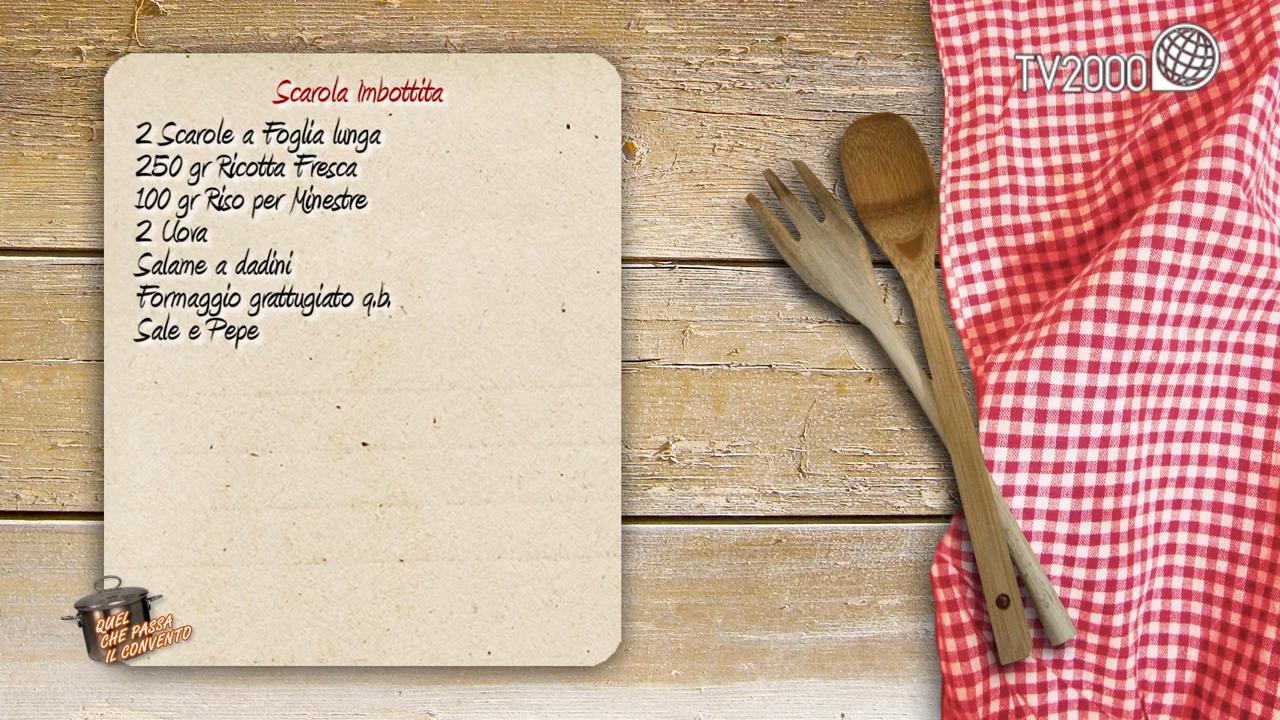 TV2000
Scarola Imbottita
2 Scarole a Foglia lunga
250 gr Ricotta Fresca
100 gr Riso per Minestre
2 Uova
Salame a dadini
Formaggio grattugiato q.b.
Sale e Pepe
QUEL
CHE PASSA
IL CONVENTO